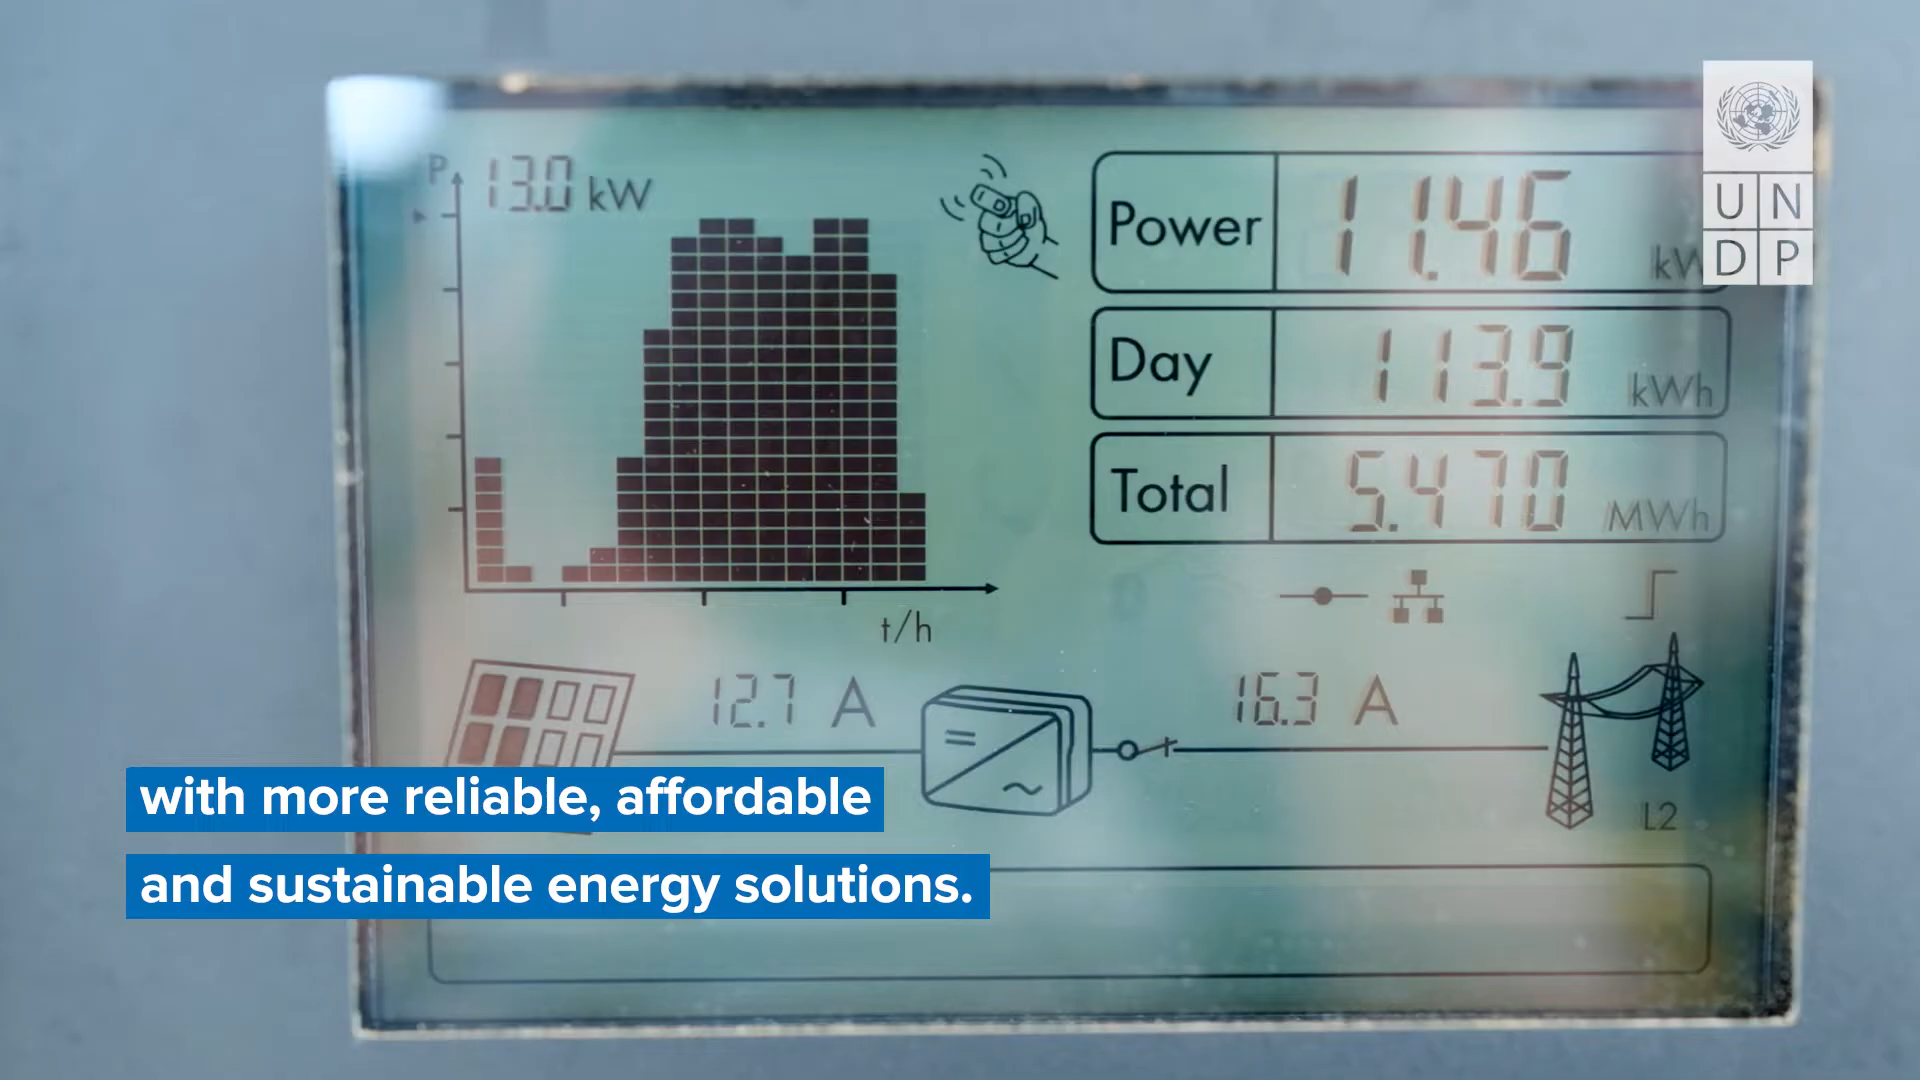 P 13.0 kW
Power 11.46 kW
Day 113.9 kWh
Total 5.470 MWh
t/h
12.7 A
16.3 A
L2
with more reliable, affordable
and sustainable energy solutions.
U N
D P